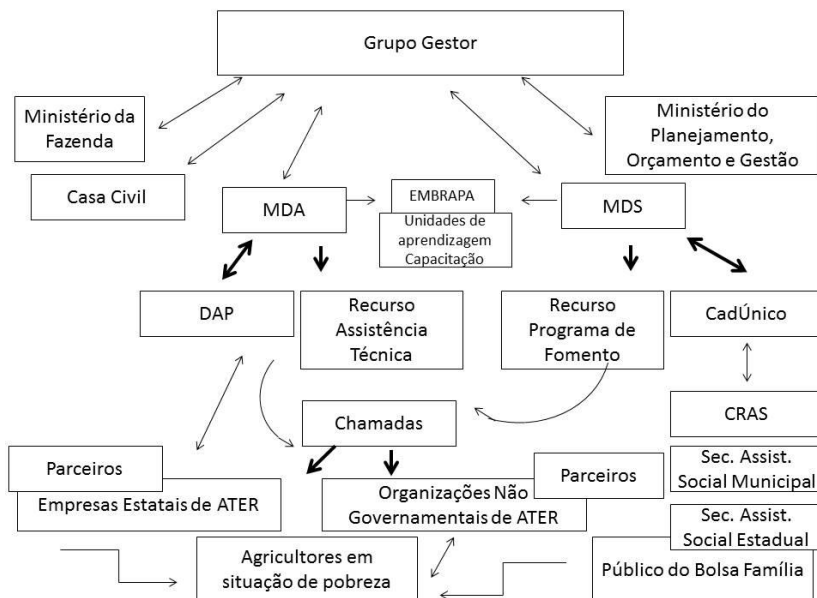 Grupo Gestor
Ministério da
Fazenda
Ministério do
Planejamento,
Orçamento e Gestão
Casa Civil
MDA
EMBRAPA
Unidades de
aprendizagem
Capacitação
MDS
DAP
Recurso
Assistência
Técnica
Recurso
Programa de
Fomento
CadÚnico
Chamadas
CRAS
Parceiros
Empresas Estatais de ATER
Organizações Não
Governamentais de ATER
Parceiros
Sec. Assist.
Social Municipal
Sec. Assist.
Social Estadual
Agricultores em
situação de pobreza
Público do Bolsa Família